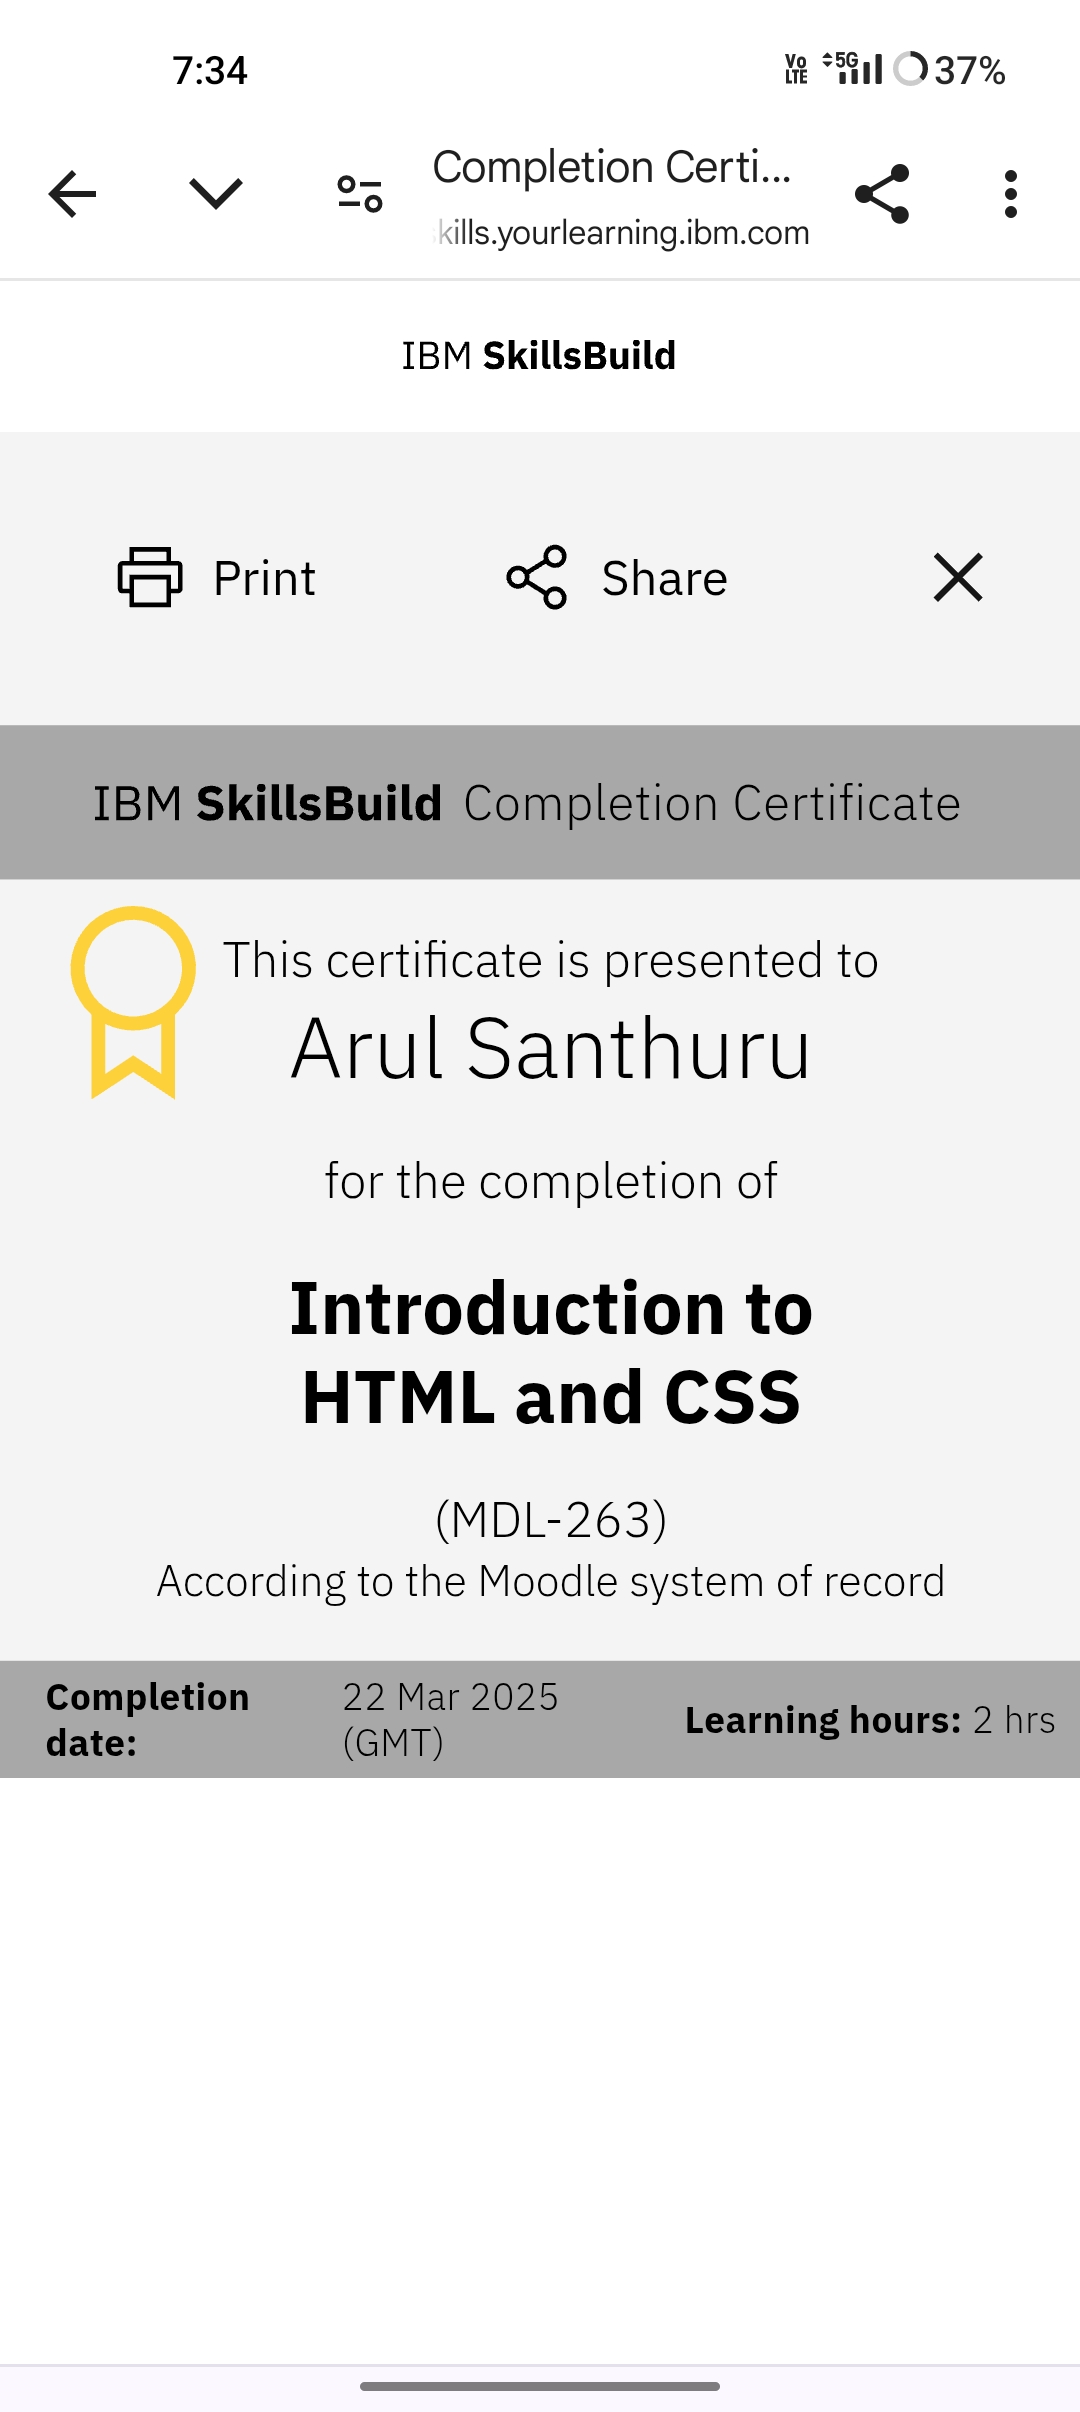 7:34
Vo LTE 5G 37%
Completion Certi...
kills.yourlearning.ibm.com
IBM SkillsBuild
Print Share
IBM SkillsBuild Completion Certificate
This certificate is presented to
Arul Santhuru
for the completion of
Introduction to
HTML and CSS
(MDL-263)
According to the Moodle system of record
Completion date: 22 Mar 2025 (GMT) Learning hours: 2 hrs